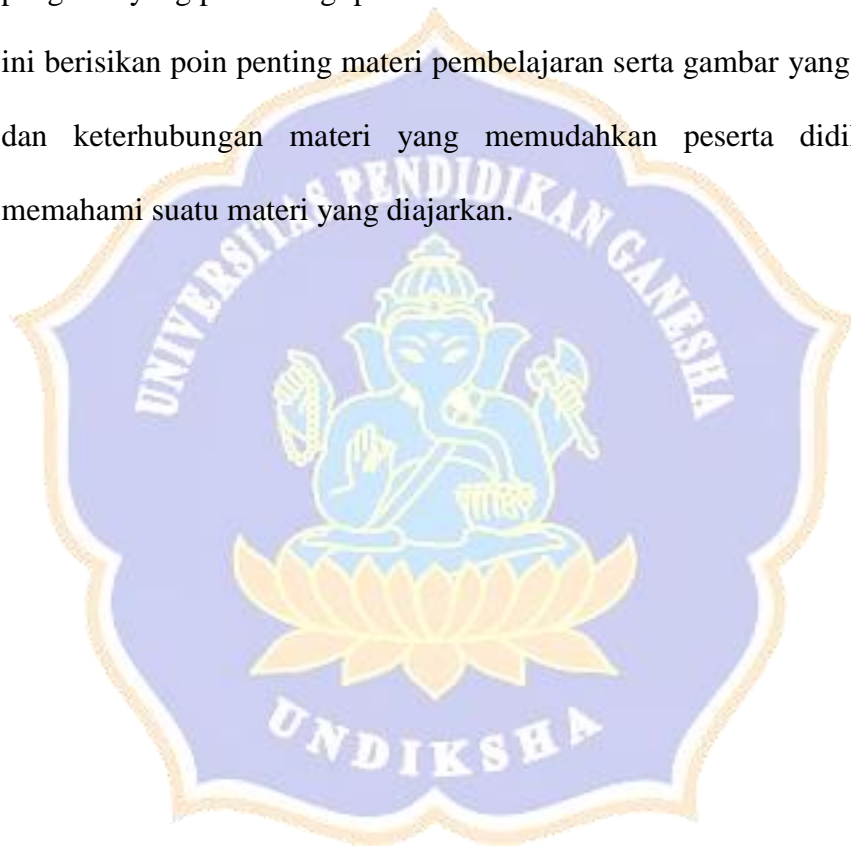 ini berisikan poin penting materi pembelajaran serta gambar yang
dan keterhubungan materi yang memudahkan peserta
memahami suatu materi yang diajarkan.
UNIVERSITAS PENDIDIKAN GANESHA
UNDIKSHA